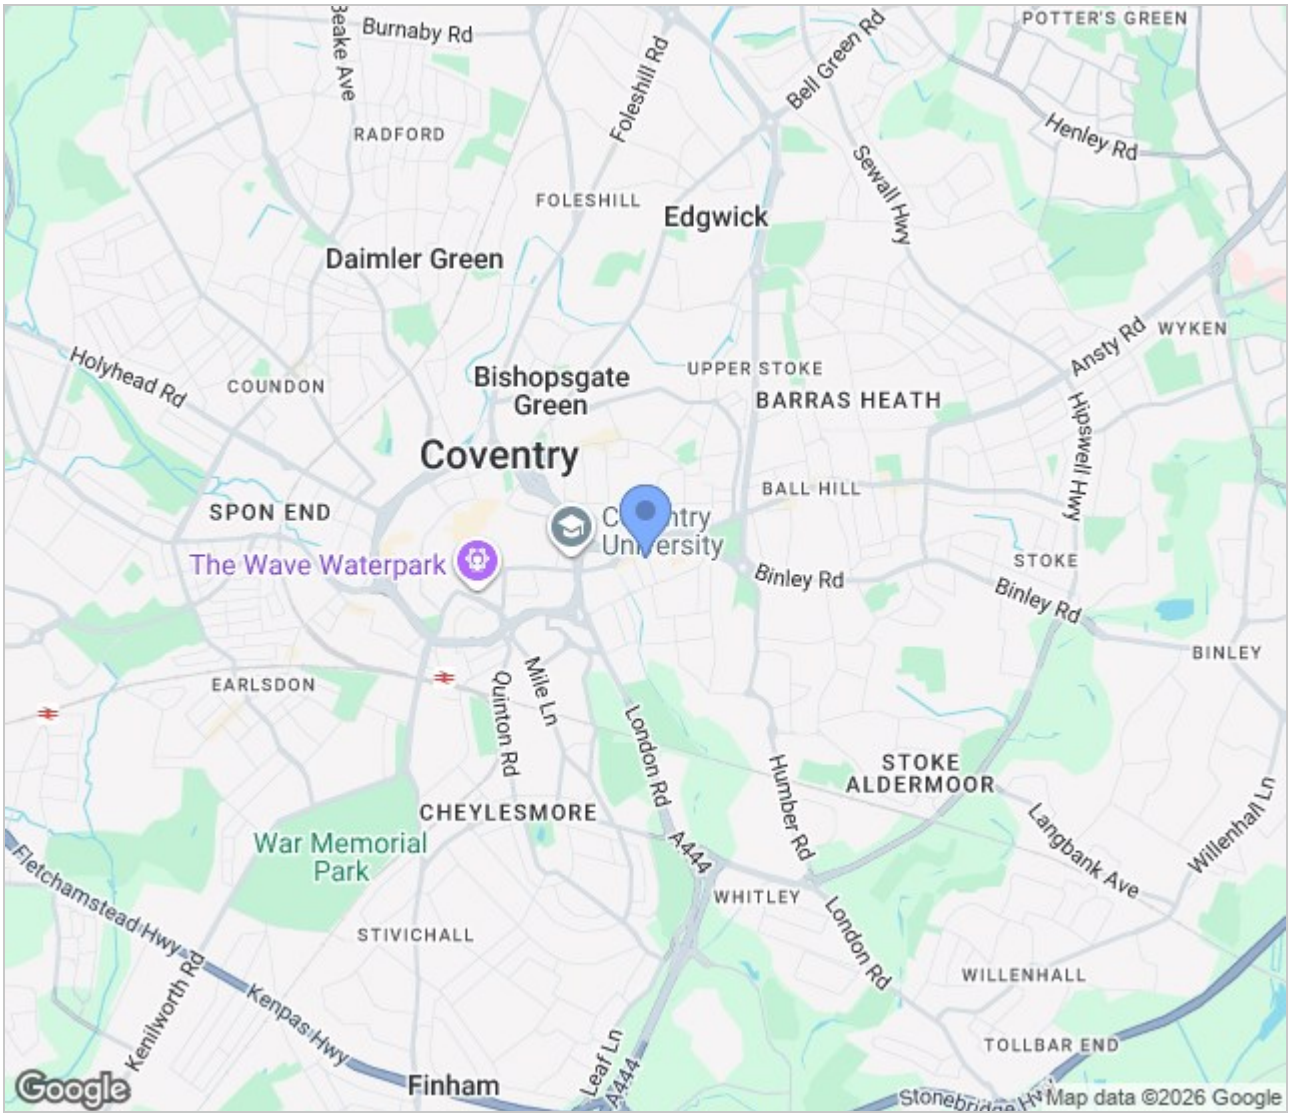 POTTER'S GREEN
Burnaby Rd
Beake Ave
Foleshill Rd
Bell Green Rd
RADFORD
Henley Rd
Sewall Hwy
FOLESHILL
Edgwick
Daimler Green
WYKEN
Ansty Rd
Holyhead Rd
COUNDON
Bishopsgate
Green
UPPER STOKE
BARRAS HEATH
Hipswell Hwy
Coventry
BALL HILL
SPON END
University
The Wave Waterpark
Binley Rd
STOKE
Binley Rd
BINLEY
EARLSDON
Quinton Rd
Mile Ln
London Rd
Humber Rd
STOKE
ALDERMOOR
CHEYLESMORE
Langbank Ave
Willenhall Ln
War Memorial
Park
A444
Fletchamstead Hwy
WHITLEY
London Rd
STIVICHALL
Kenilworth Rd
Kenpas Hwy
WILLENHALL
TOLLBAR END
Leaf Ln
A444
Finham
Google
Stonebridge Hwy
Map data ©2026 Google